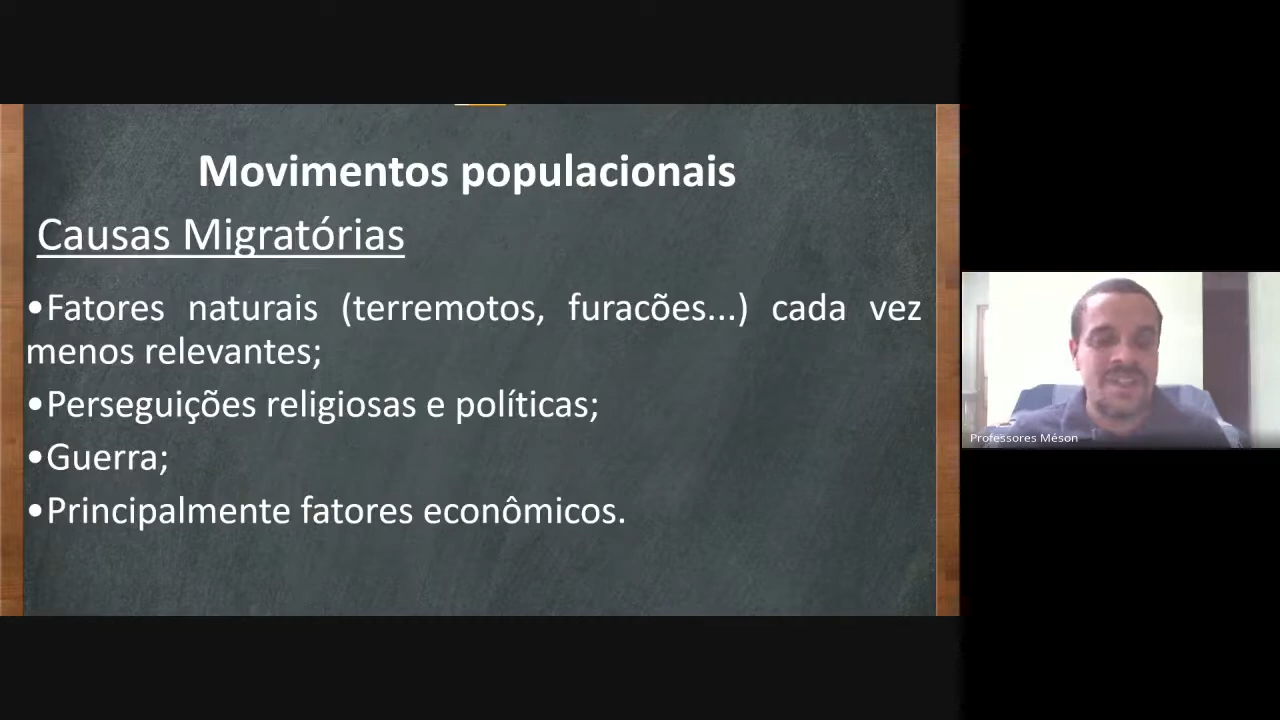 Movimentos populacionais
Causas Migratórias
•Fatores naturais (terremotos, furacões...) cada vez
menos relevantes;
•Perseguições religiosas e políticas;
•Guerra;
•Principalmente fatores econômicos.
Professores Méson